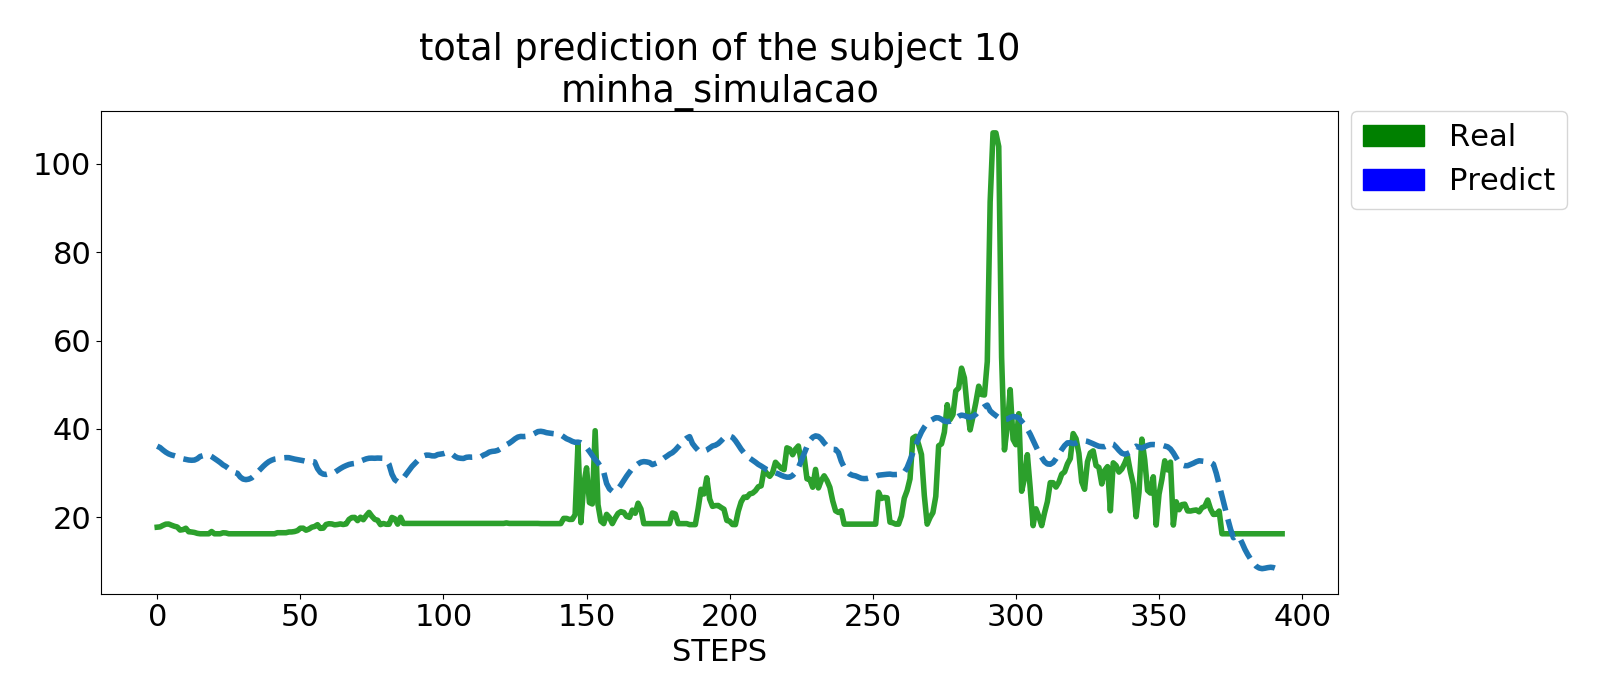 total prediction of the subject 10
minha_simulacao
100
80
60
40
20
0 50 100 150 200 250 300 350 400
STEPS
Real
Predict